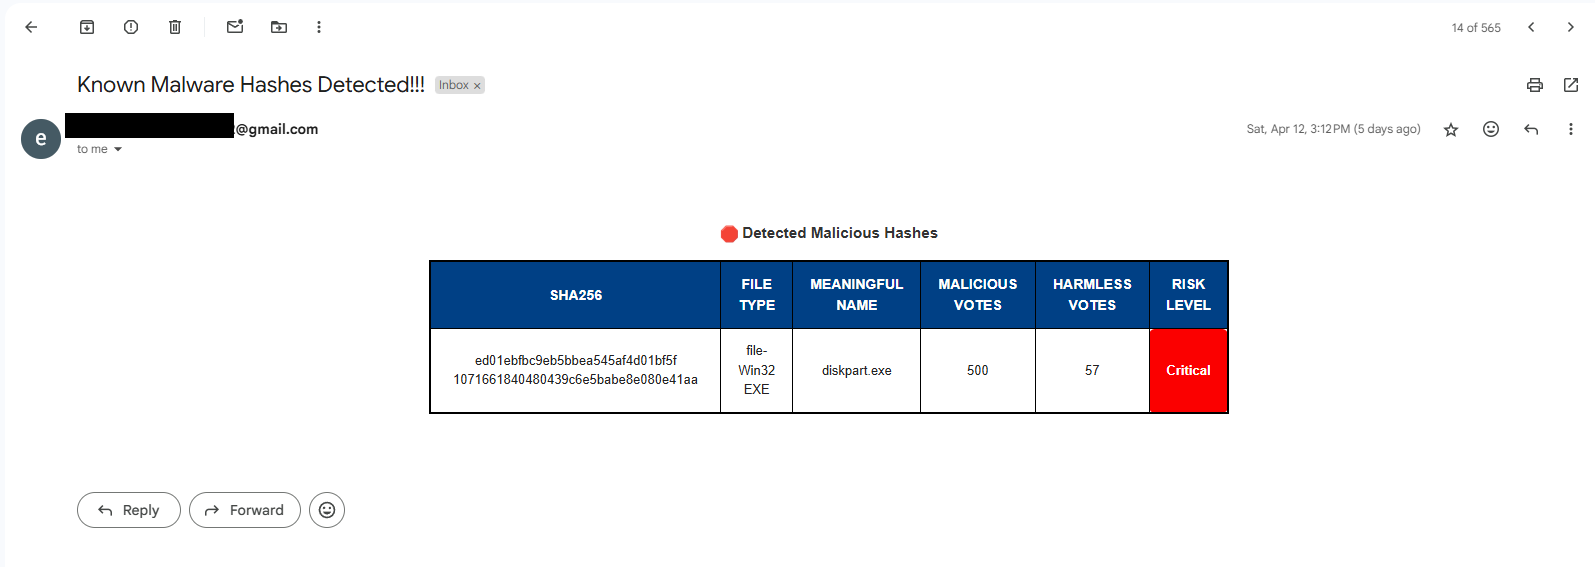 14 of 565
Known Malware Hashes Detected!!! Inbox ×
e
@gmail.com
Sat, Apr 12, 3:12 PM (5 days ago)
to me
Detected Malicious Hashes
SHA256
FILE TYPE
MEANINGFUL NAME
MALICIOUS VOTES
HARMLESS VOTES
RISK LEVEL
ed01ebfbc9eb5bbea545af4d01bf5f
1071661840480439c6e5babe8e080e41aa
file-
Win32
EXE
diskpart.exe
500
57
Critical
Reply
Forward